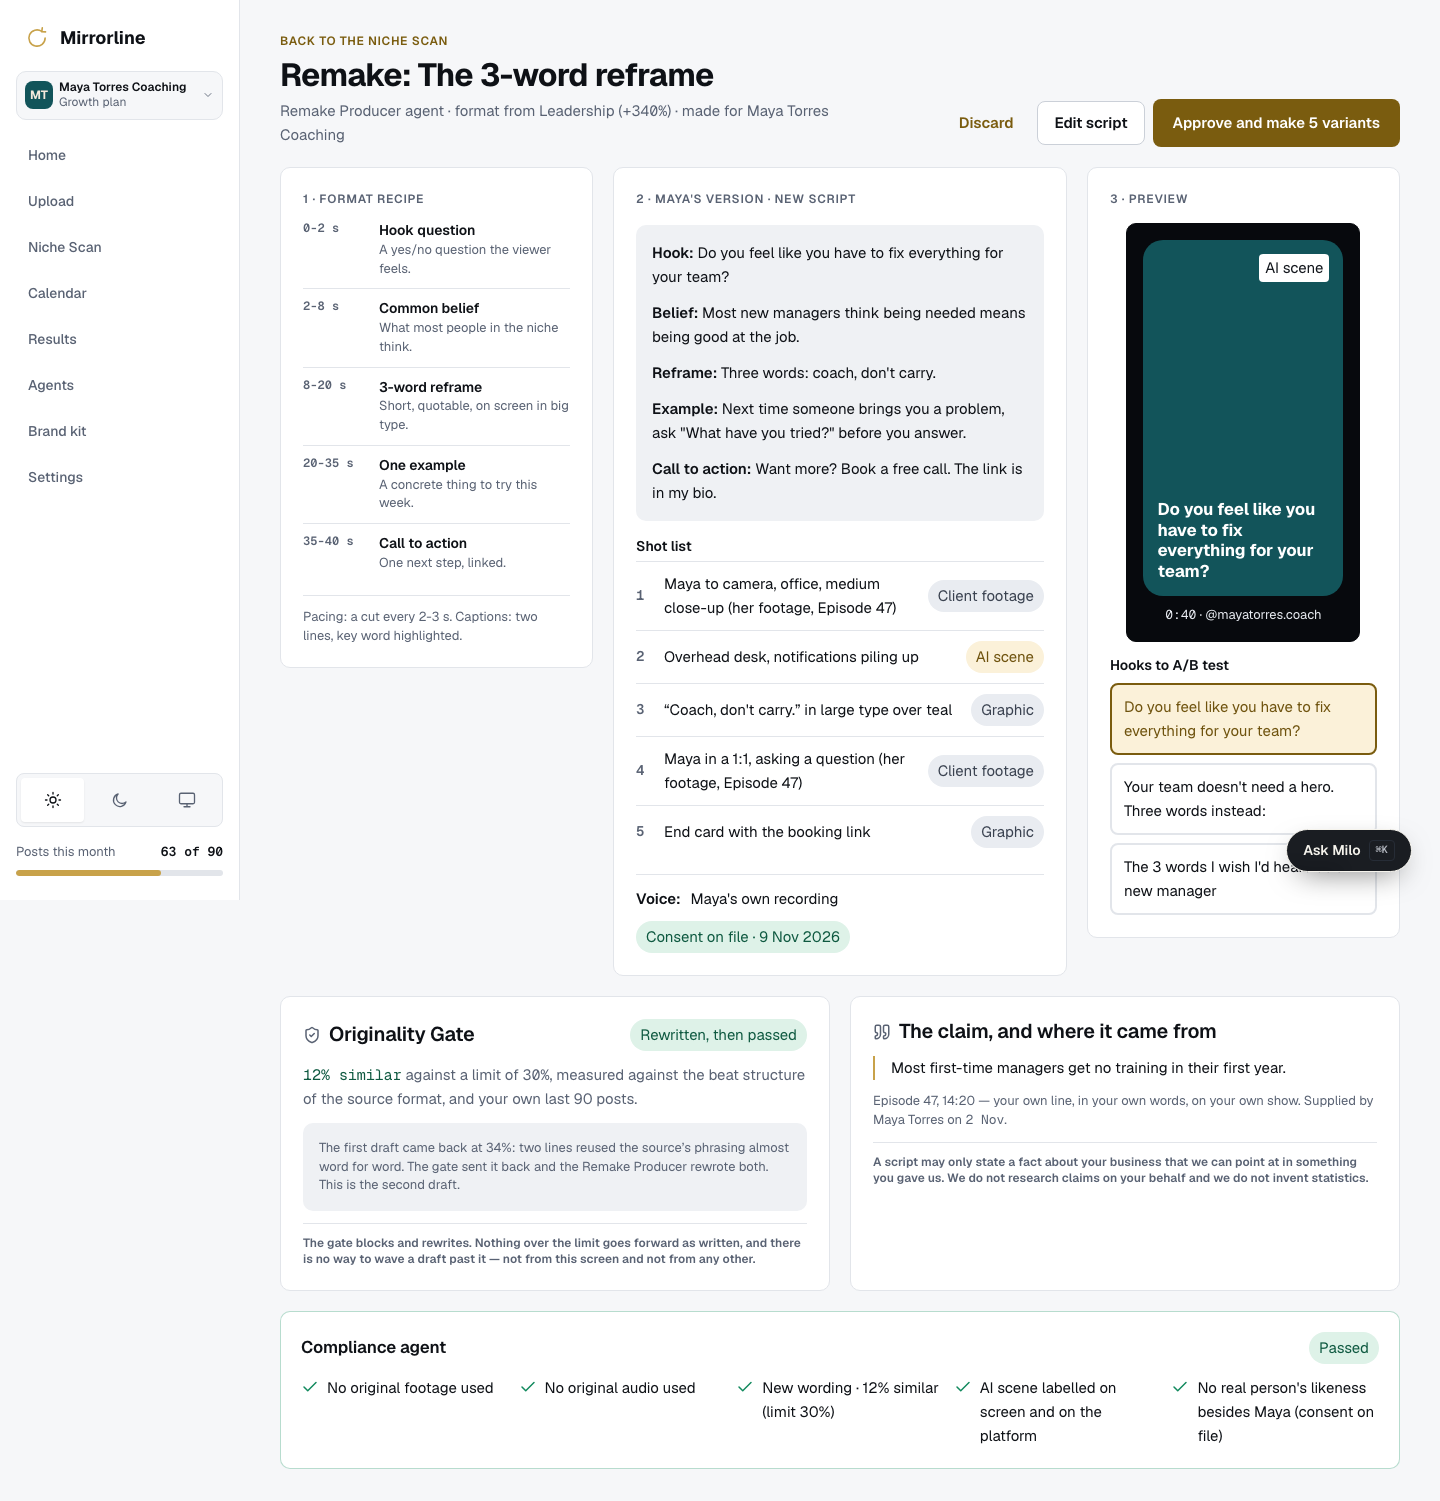 Mirrorline
MT
Maya Torres Coaching
Growth plan
Home
Upload
Niche Scan
Calendar
Results
Agents
Brand kit
Settings
Posts this month
63 of 90
BACK TO THE NICHE SCAN
Remake: The 3-word reframe
Remake Producer agent · format from Leadership (+340%) · made for Maya Torres
Coaching
Discard
Edit script
Approve and make 5 variants
1 · FORMAT RECIPE
0-2 s
Hook question
A yes/no question the viewer
feels.
2-8 s
Common belief
What most people in the niche
think.
8-20 s
3-word reframe
Short, quotable, on screen in big
type.
20-35 s
One example
A concrete thing to try this
week.
35-40 s
Call to action
One next step, linked.
Pacing: a cut every 2-3 s. Captions: two
lines, key word highlighted.
2 · MAYA'S VERSION · NEW SCRIPT
Hook: Do you feel like you have to fix everything for
your team?
Belief: Most new managers think being needed means
being good at the job.
Reframe: Three words: coach, don't carry.
Example: Next time someone brings you a problem,
ask "What have you tried?" before you answer.
Call to action: Want more? Book a free call. The link is
in my bio.
Shot list
1
Maya to camera, office, medium
close-up (her footage, Episode 47)
Client footage
2
Overhead desk, notifications piling up
AI scene
3
“Coach, don't carry.” in large type over teal
Graphic
4
Maya in a 1:1, asking a question (her
footage, Episode 47)
Client footage
5
End card with the booking link
Graphic
Voice: Maya's own recording
Consent on file · 9 Nov 2026
3 · PREVIEW
AI scene
Do you feel like you
have to fix
everything for your
team?
0:40 · @mayatorres.coach
Hooks to A/B test
Do you feel like you have to fix
everything for your team?
Your team doesn't need a hero.
Three words instead:
The 3 words I wish I'd
new manager
Ask Milo ⌘K
Originality Gate
Rewritten, then passed
12% similar against a limit of 30%, measured against the beat structure
of the source format, and your own last 90 posts.
The first draft came back at 34%: two lines reused the source's phrasing almost
word for word. The gate sent it back and the Remake Producer rewrote both.
This is the second draft.
The gate blocks and rewrites. Nothing over the limit goes forward as written, and there
is no way to wave a draft past it — not from this screen and not from any other.
The claim, and where it came from
Most first-time managers get no training in their first year.
Episode 47, 14:20 — your own line, in your own words, on your own show. Supplied by
Maya Torres on 2 Nov.
A script may only state a fact about your business that we can point at in something
you gave us. We do not research claims on your behalf and we do not invent statistics.
Compliance agent
Passed
No original footage used
No original audio used
New wording · 12% similar
(limit 30%)
AI scene labelled on
screen and on the
platform
No real person's likeness
besides Maya (consent on
file)